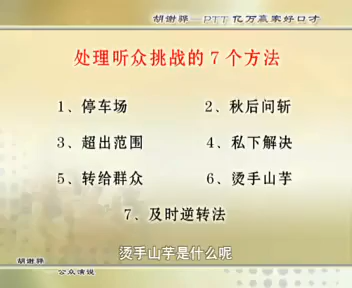 胡谢骅—PTT亿万赢家好口才
处理听众挑战的7个方法
1、停车场
2、秋后问斩
3、超出范围
4、私下解决
5、转给群众
6、烫手山芋
7、及时逆转法
烫手山芋是什么呢
胡谢骅
公众演说